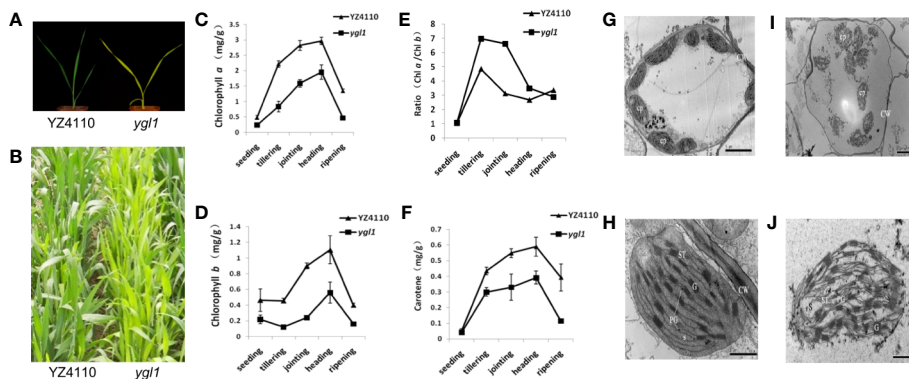 A
YZ4110
ygl1
B
YZ4110
ygl1
C
YZ4110
ygl1
Chlorophyll a (mg/g)
3.5
3
2.5
2
1.5
1
0.5
0
seeding
tillering
jointing
heading
ripening
D
YZ4110
ygl1
Chlorophyll b (mg/g)
1.4
1.2
1
0.8
0.6
0.4
0.2
0
seeding
tillering
jointing
heading
ripening
E
YZ4110
ygl1
Ratio (Chl a/Chl b)
8
7
6
5
4
3
2
1
0
seeding
tillering
jointing
heading
ripening
F
YZ4110
ygl1
Carotene (mg/g)
0.7
0.6
0.5
0.4
0.3
0.2
0.1
0
seeding
tillering
jointing
heading
ripening
G
cp
cp
H
ST
G
CW
PG
I
cp
cp
CW
J
G